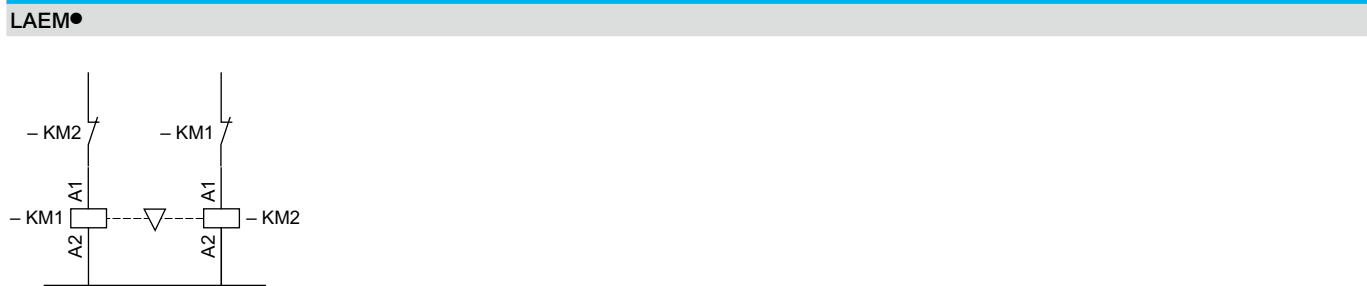 LAEM●
– KM2 – KM1
A1 A1
– KM1 – KM2
A2 A2